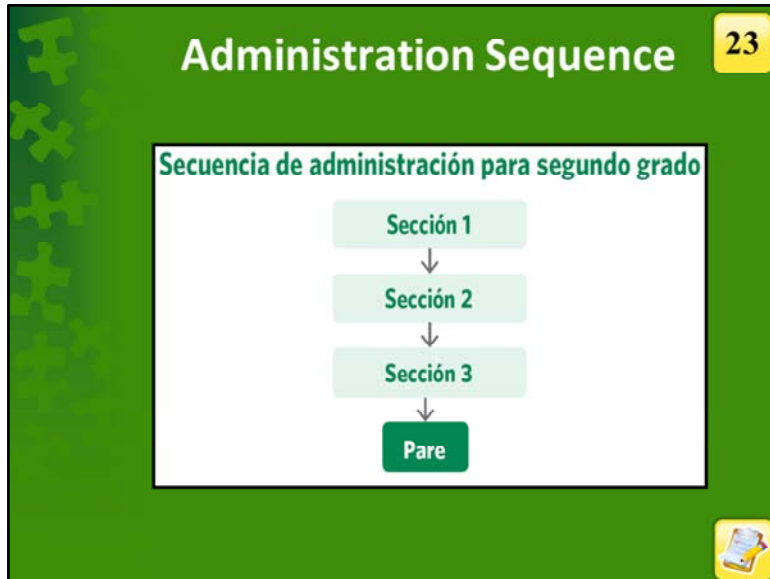 Administration Sequence
23
Secuencia de administración para segundo grado
Sección 1
Sección 2
Sección 3
Pare